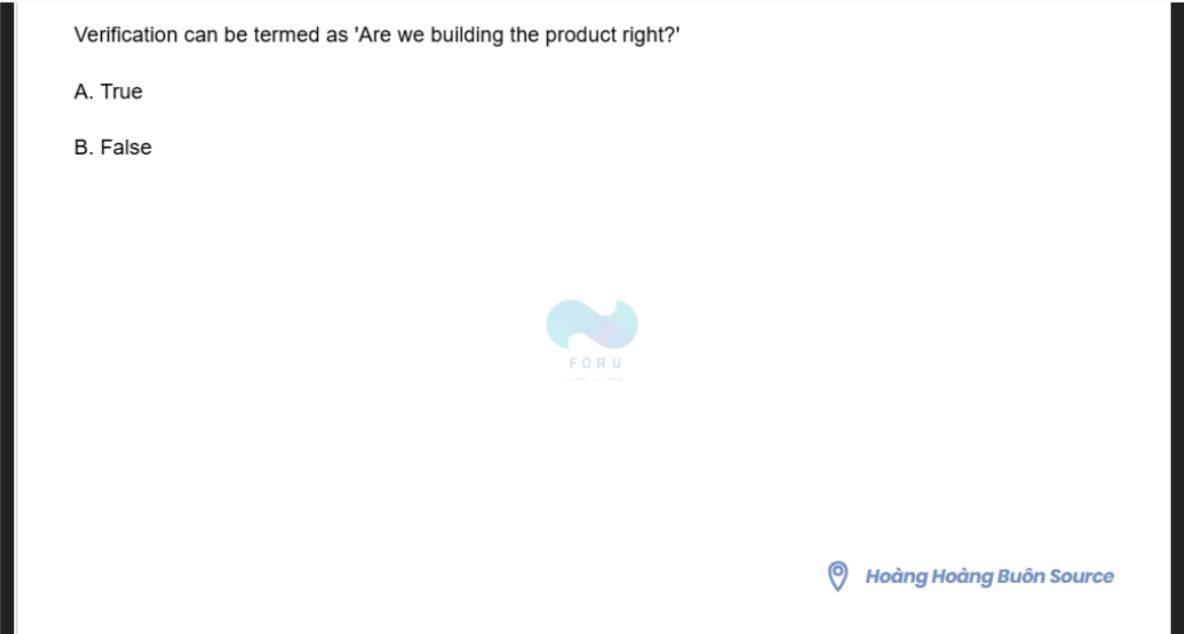 Verification can be termed as 'Are we building the product right?'
A. True
B. False
FORU
Hoàng Hoàng Buôn Source